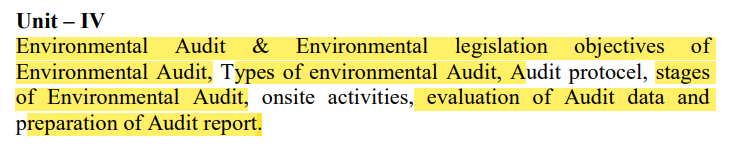 Unit – IV
Environmental Audit & Environmental legislation objectives of
Environmental Audit, Types of environmental Audit, Audit protocel, stages
of Environmental Audit, onsite activities, evaluation of Audit data and
preparation of Audit report.